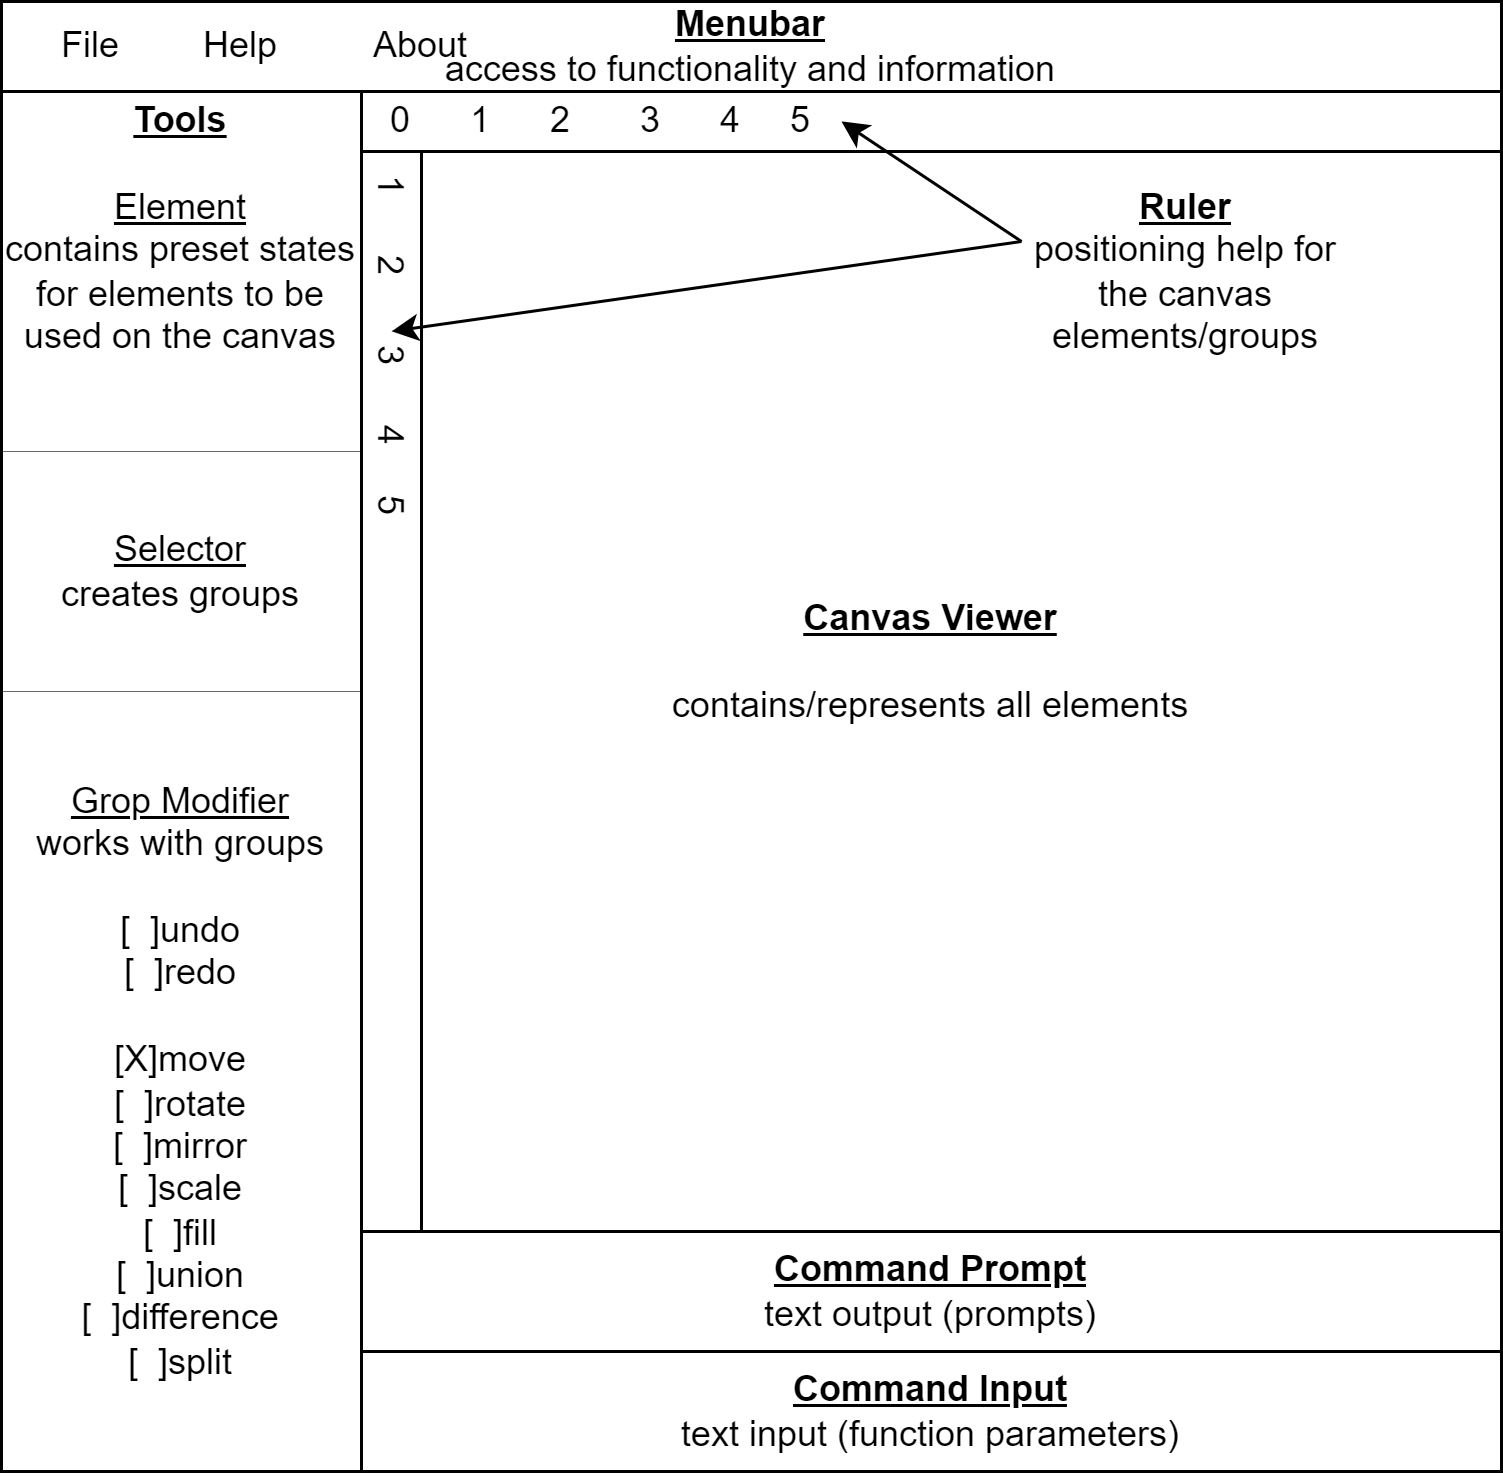 Menubar
File Help About
access to functionality and information
Tools
Element
contains preset states
for elements to be
used on the canvas
Selector
creates groups
Grop Modifier
works with groups
[ ]undo
[ ]redo
[X]move
[ ]rotate
[ ]mirror
[ ]scale
[ ]fill
[ ]union
[ ]difference
[ ]split
0 1 2 3 4 5
1
2
3
4
5
Ruler
positioning help for
the canvas
elements/groups
Canvas Viewer
contains/represents all elements
Command Prompt
text output (prompts)
Command Input
text input (function parameters)